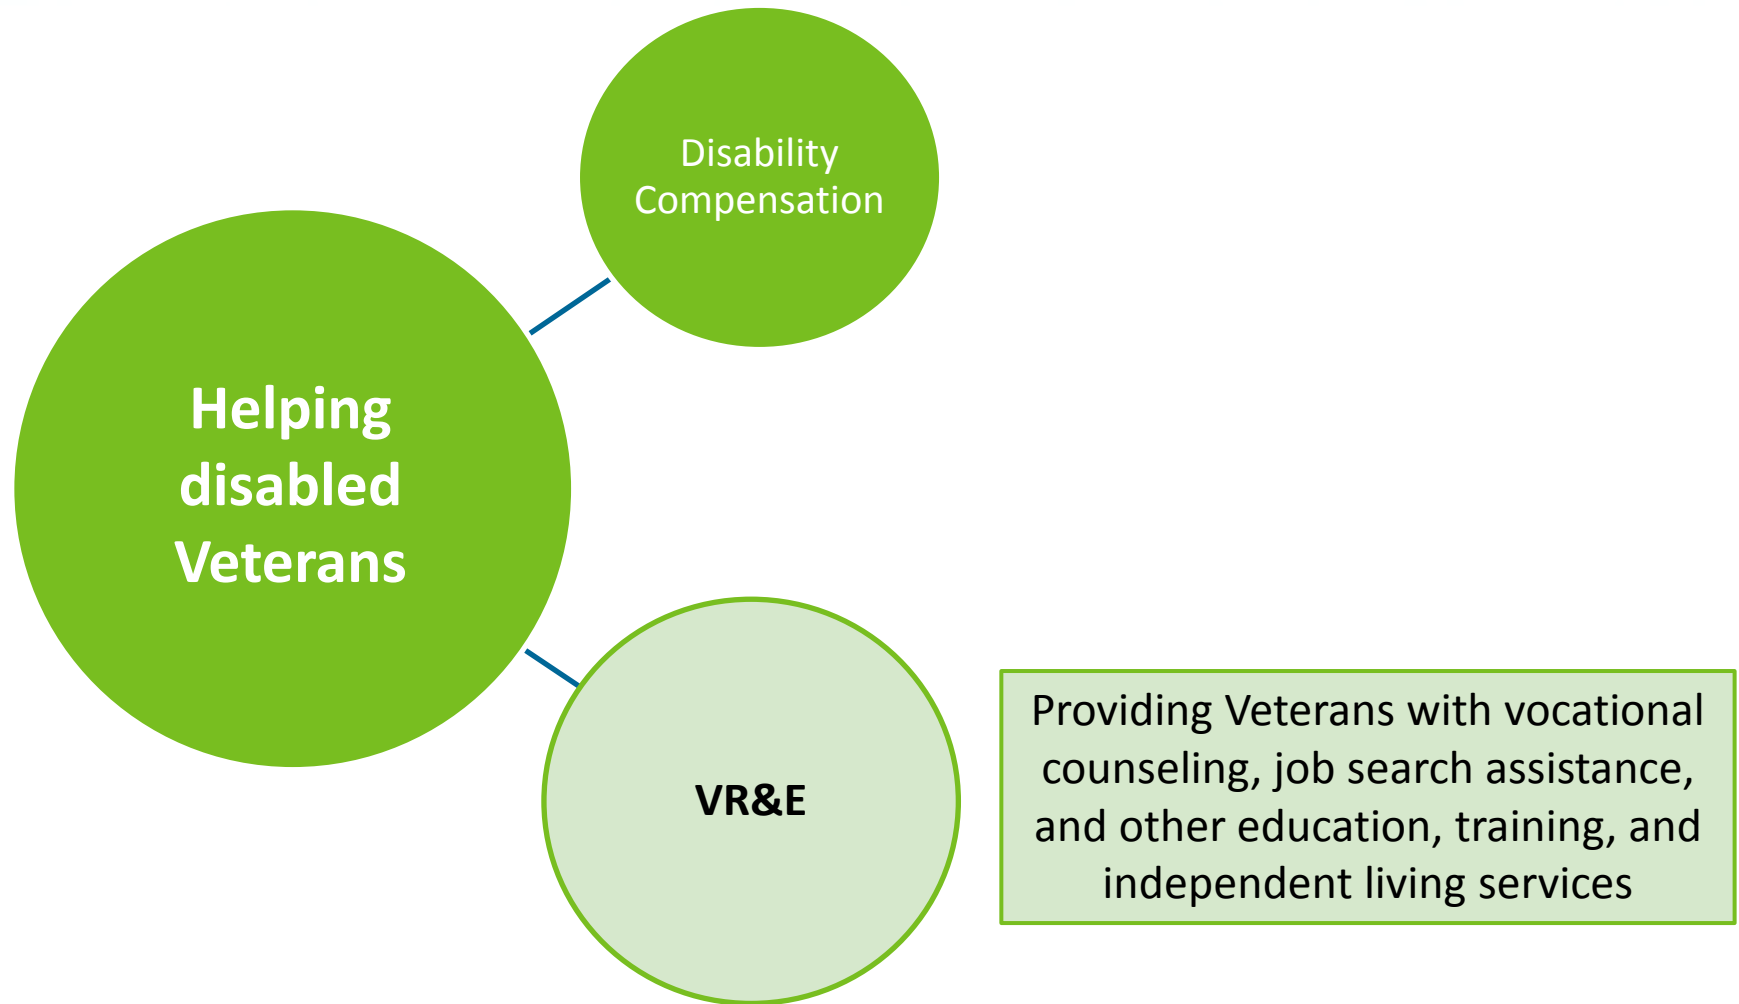 Disability
Compensation
Helping
disabled
Veterans
VR&E
Providing Veterans with vocational
counseling, job search assistance,
and other education, training, and
independent living services